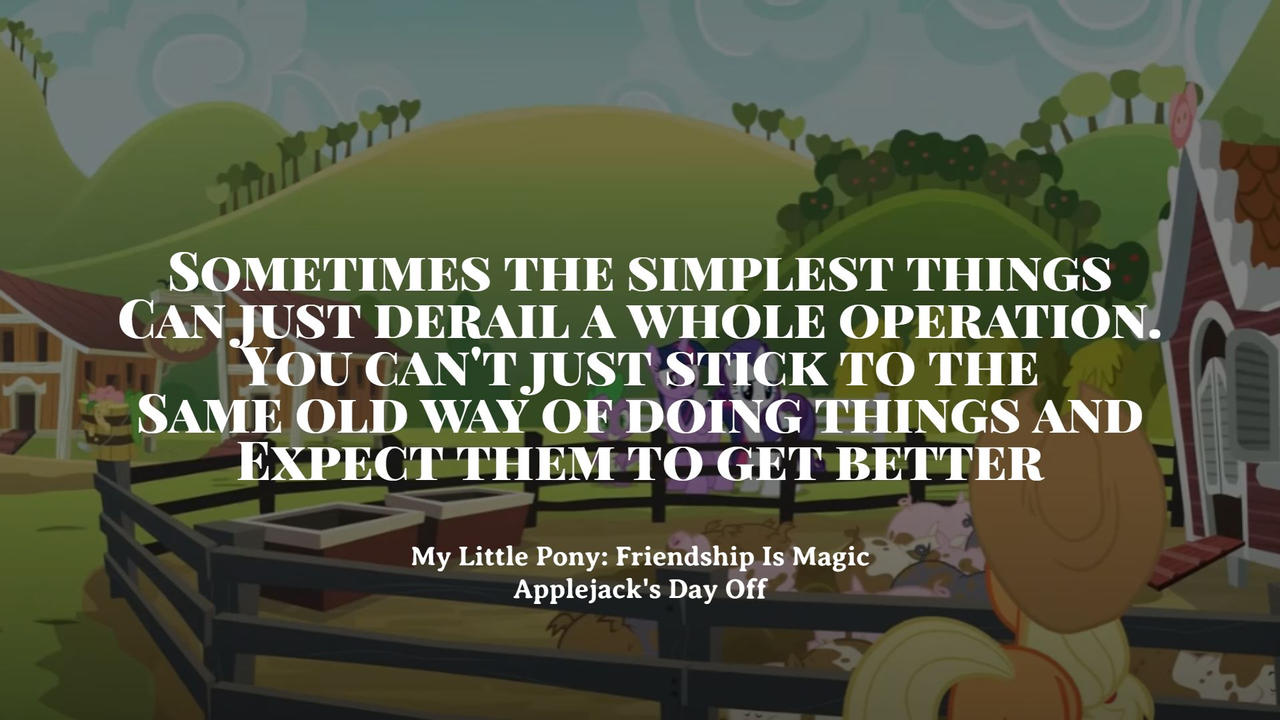 Sometimes the simplest things
Can just derail a whole operation.
You can't just stick to the
Same old way of doing things and
Expect them to get better
My Little Pony: Friendship Is Magic
Applejack's Day Off